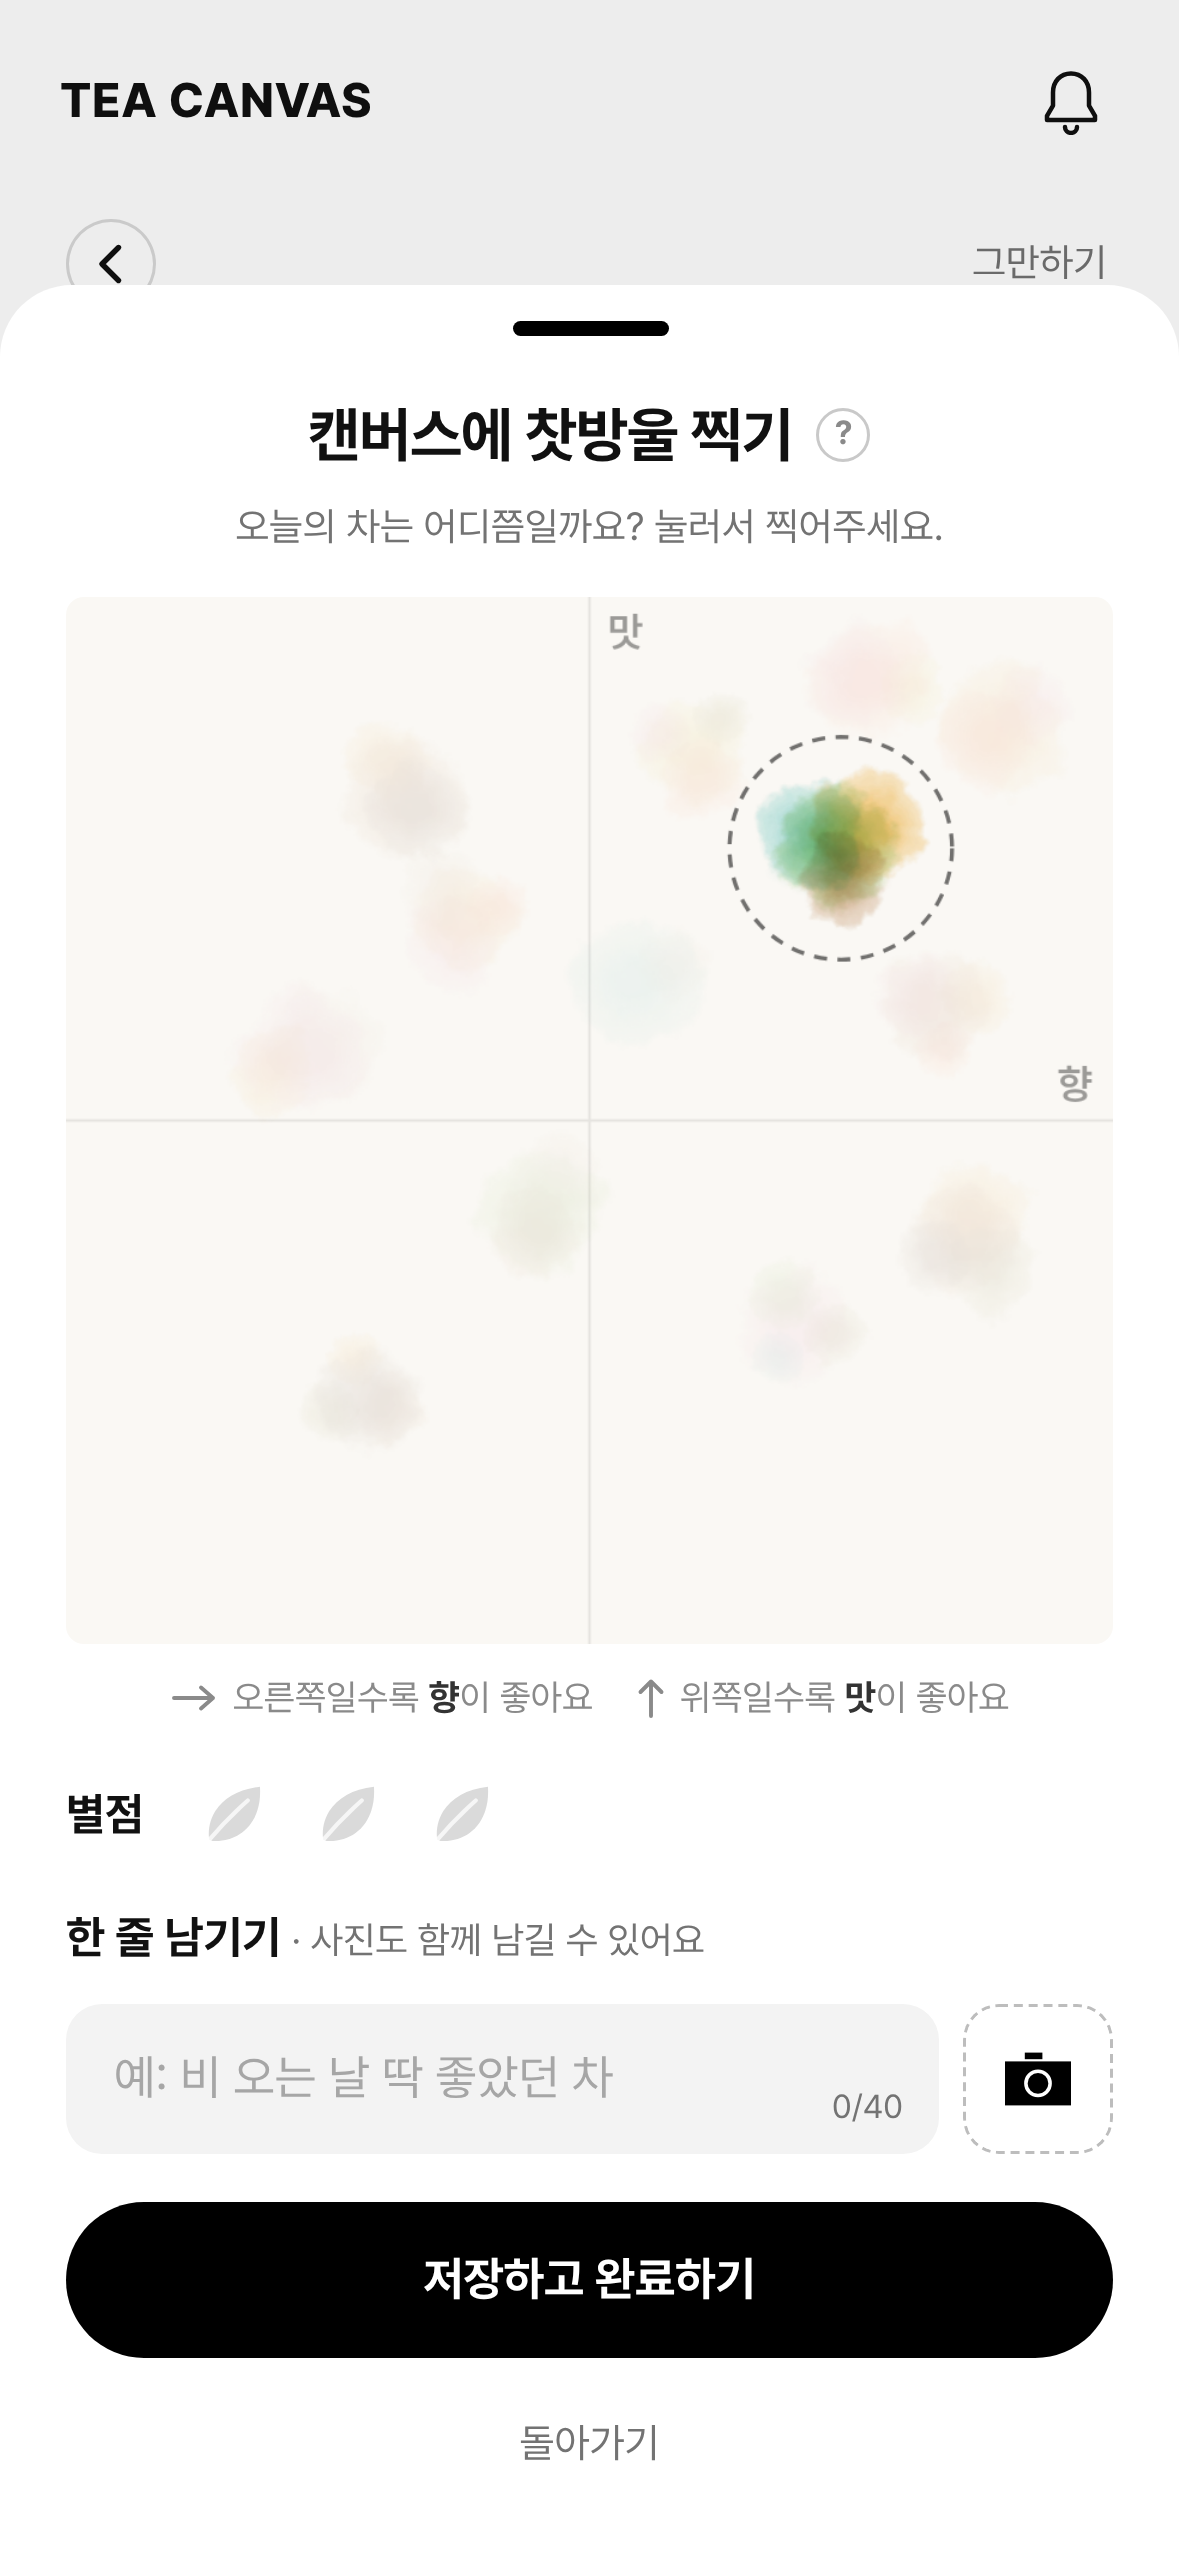 TEA CANVAS
그만하기
캔버스에 찻방울 찍기 ?
오늘의 차는 어디쯤일까요? 눌러서 찍어주세요.
맛
향
→ 오른쪽일수록 향이 좋아요 ↑ 위쪽일수록 맛이 좋아요
별점
한 줄 남기기 · 사진도 함께 남길 수 있어요
예: 비 오는 날 딱 좋았던 차
0/40
저장하고 완료하기
돌아가기